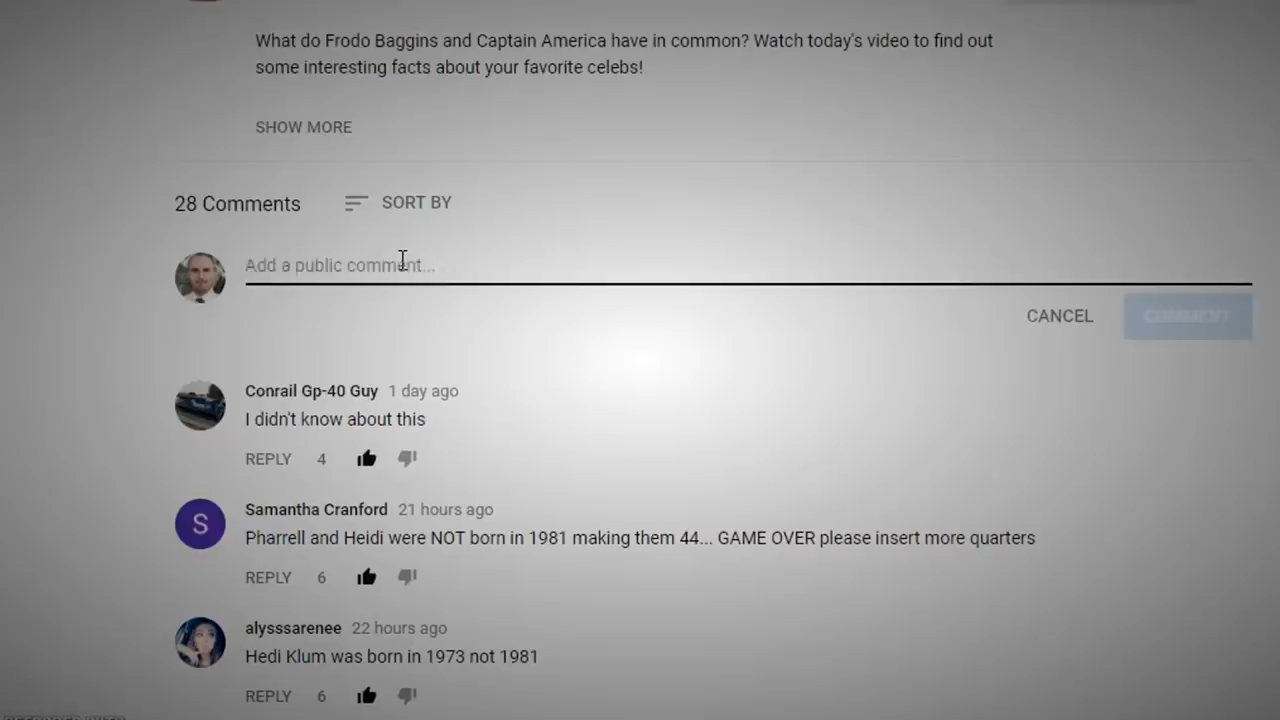 What do Frodo Baggins and Captain America have in common? Watch today's video to find out
some interesting facts about your favorite celebs!
SHOW MORE
28 Comments SORT BY
Add a public comment...
CANCEL COMMENT
Conrail Gp-40 Guy 1 day ago
I didn't know about this
REPLY 4
S
Samantha Cranford 21 hours ago
Pharrell and Heidi were NOT born in 1981 making them 44... GAME OVER please insert more quarters
REPLY 6
alysssarenee 22 hours ago
Hedi Klum was born in 1973 not 1981
REPLY 6